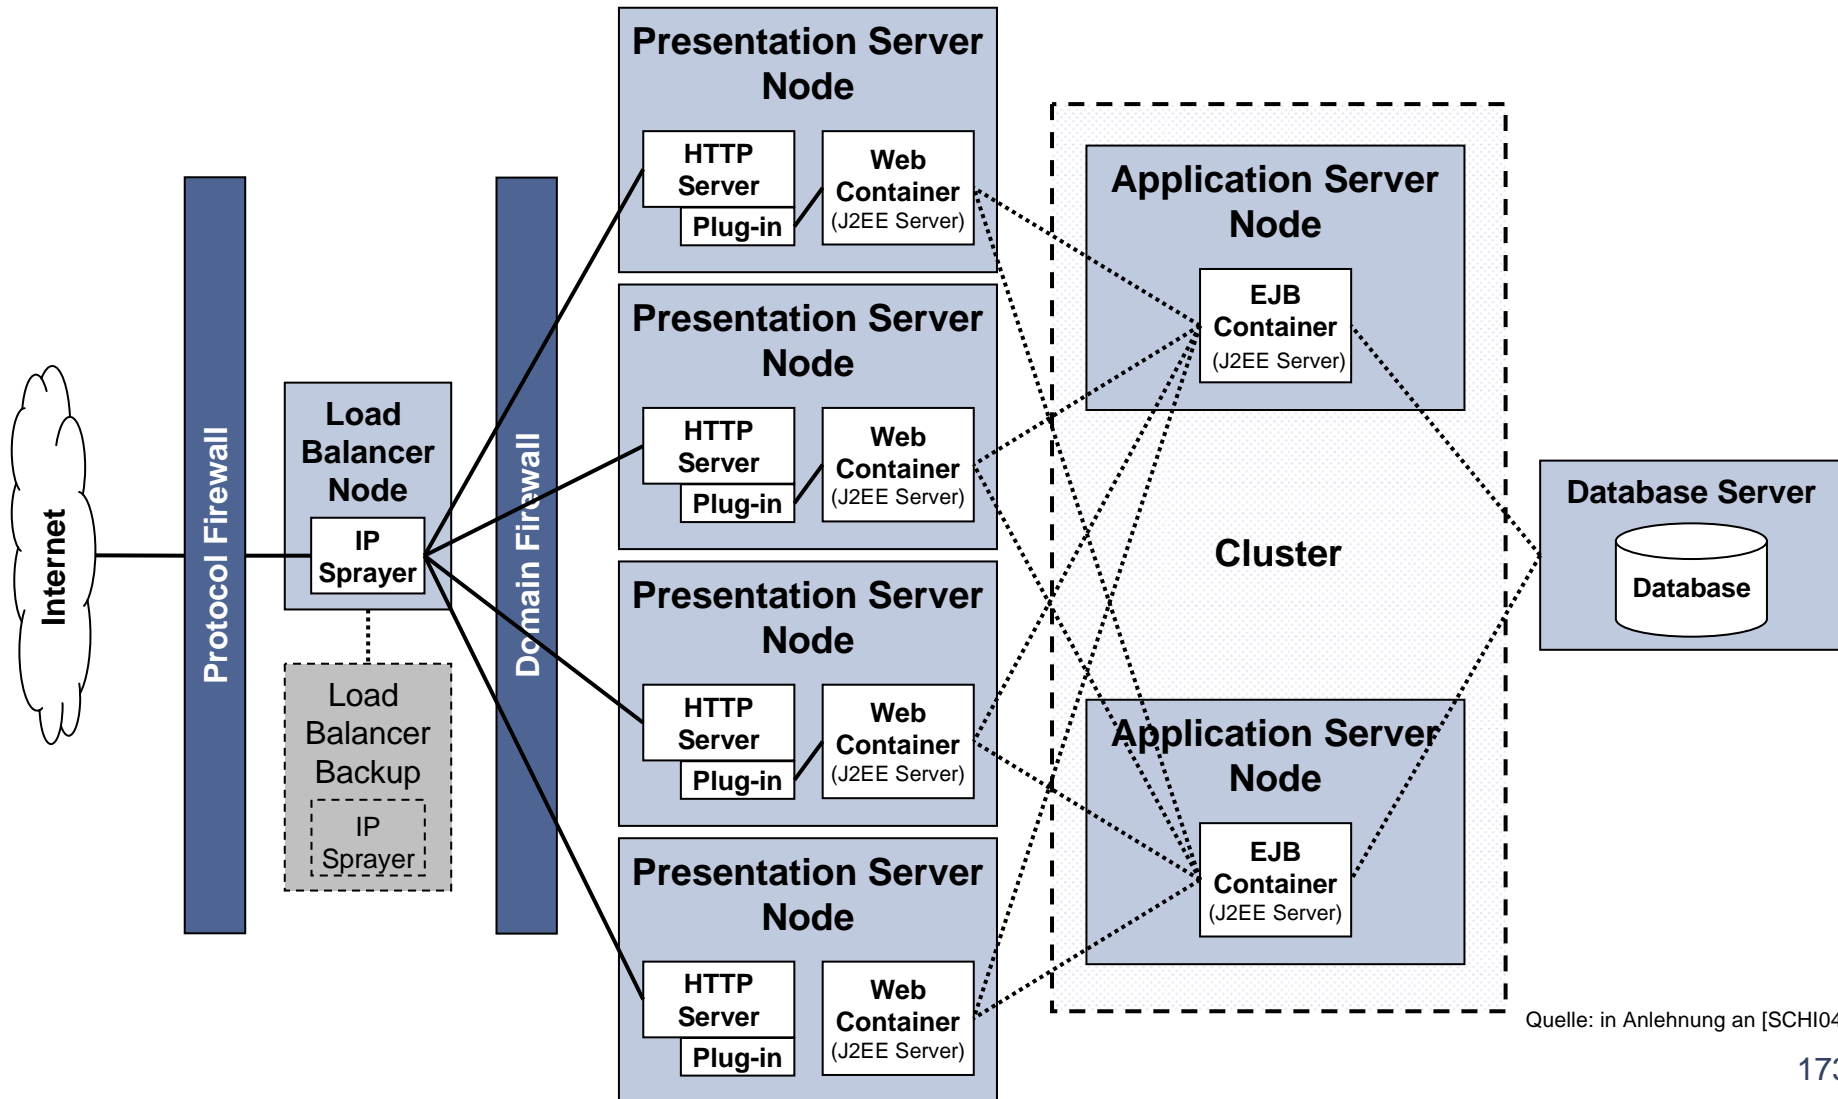 Internet
Protocol Firewall
Load
Balancer
Node
IP
Sprayer
Load
Balancer
Backup
IP
Sprayer
Domain Firewall
Presentation Server
Node
HTTP
Server
Plug-in
Web
Container
(J2EE Server)
Presentation Server
Node
HTTP
Server
Plug-in
Web
Container
(J2EE Server)
Presentation Server
Node
HTTP
Server
Plug-in
Web
Container
(J2EE Server)
Presentation Server
Node
HTTP
Server
Plug-in
Web
Container
(J2EE Server)
Application Server
Node
EJB
Container
(J2EE Server)
Cluster
Application Server
Node
EJB
Container
(J2EE Server)
Database Server
Database
Quelle: in Anlehnung an [SCHI04
173